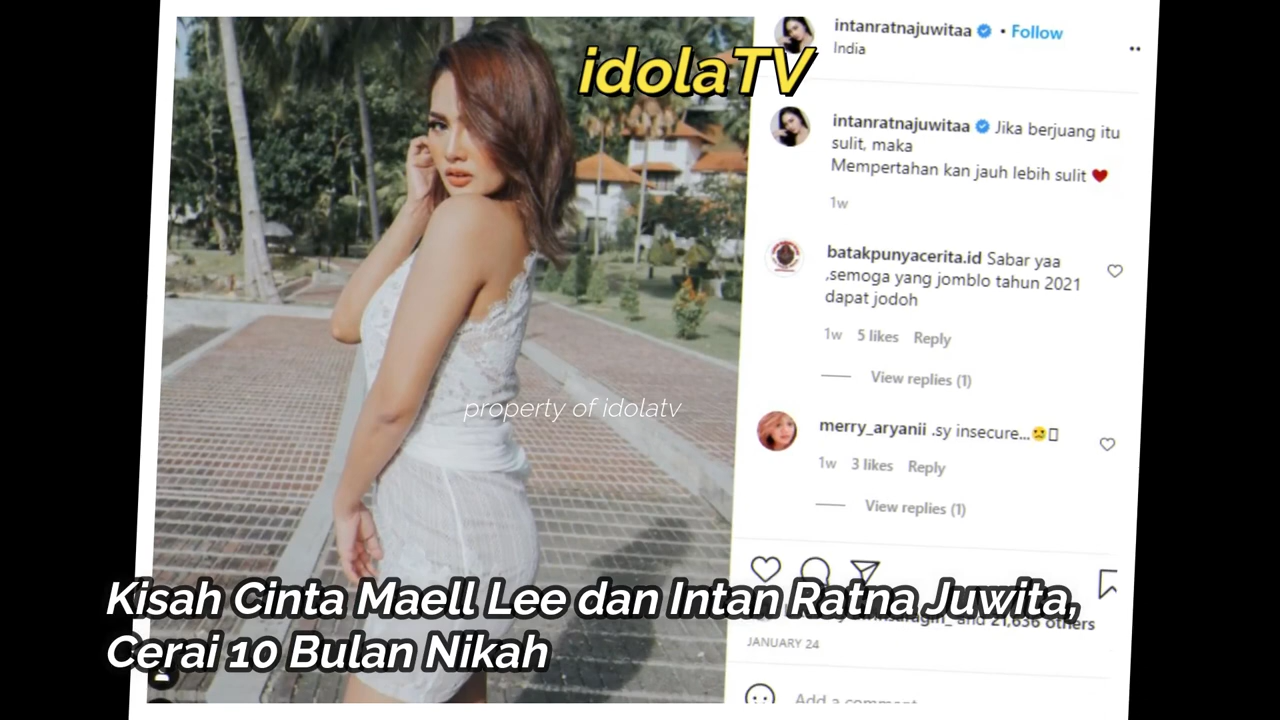 idolaTV
intanratnajuwitaa • Follow
India
intanratnajuwitaa Jika berjuang itu
sulit, maka
Mempertahan kan jauh lebih sulit ❤
1w
batakpunyacerita.id Sabar yaa
,semoga yang jomblo tahun 2021
dapat jodoh
1w 5 likes Reply
View replies (1)
merry_aryanii .sy insecure...😢
1w 3 likes Reply
View replies (1)
property of idolatv
and 21,636 others
JANUARY 24
Add a comment
Kisah Cinta Maell Lee dan Intan Ratna Juwita,
Cerai 10 Bulan Nikah